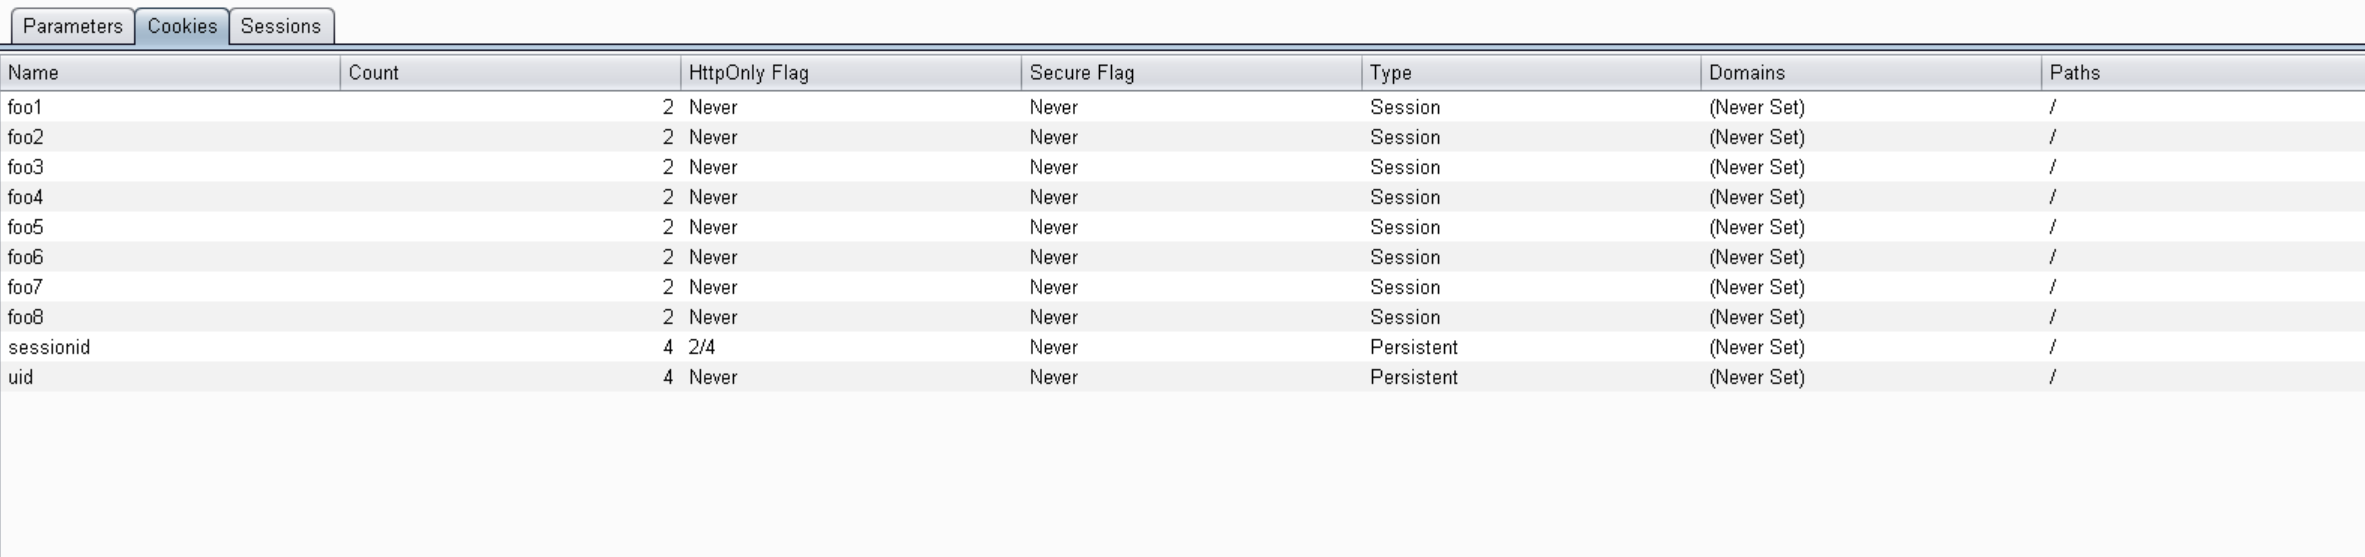 Parameters Cookies Sessions
Name Count HttpOnly Flag Secure Flag Type Domains Paths
foo1 2 Never Never Session (Never Set) /
foo2 2 Never Never Session (Never Set) /
foo3 2 Never Never Session (Never Set) /
foo4 2 Never Never Session (Never Set) /
foo5 2 Never Never Session (Never Set) /
foo6 2 Never Never Session (Never Set) /
foo7 2 Never Never Session (Never Set) /
foo8 2 Never Never Session (Never Set) /
sessionid 4 2/4 Never Persistent (Never Set) /
uid 4 Never Never Persistent (Never Set) /